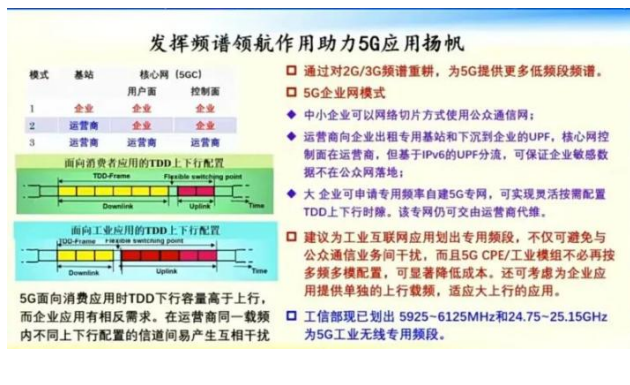 发挥频谱领航作用助力5G应用扬帆
模式 基站 核心网（5GC）
用户面 控制面
1 企业 企业 企业
2 运营商 企业 企业
3 运营商 运营商 运营商
面向消费者应用的TDD上下行配置
TDD-Frame Flexible switching point
Downlink Uplink Time
面向工业应用的TDD上下行配置
TDD-Frame Flexible switching point
Downlink Uplink Time
5G面向消费应用时TDD下行容量高于上行，
而企业应用有相反需求。在运营商同一载频
内不同上下行配置的信道间易产生互相干扰
通过对2G/3G频谱重耕，为5G提供更多低频段频谱。
5G企业网模式
中小企业可以网络切片方式使用公众通信网；
运营商向企业出租专用基站和下沉到企业的UPF，核心网控
制面在运营商，但基于IPv6的UPF分流，可保证企业敏感数
据不在公众网落地；
大 企业可申请专用频率自建5G专网，可实现灵活按需配置
TDD上下行时隙。该专网仍可交由运营商代维。
建议为工业互联网应用划出专用频段，不仅可避免与
公众通信业务间干扰，而且5G CPE/工业模组不必再按
多频多模配置，可显著降低成本。还可考虑为企业应
用提供单独的上行载频，适应大上行的应用。
工信部现已划出 5925~6125MHz和24.75~25.15GHz
为5G工业无线专用频段。